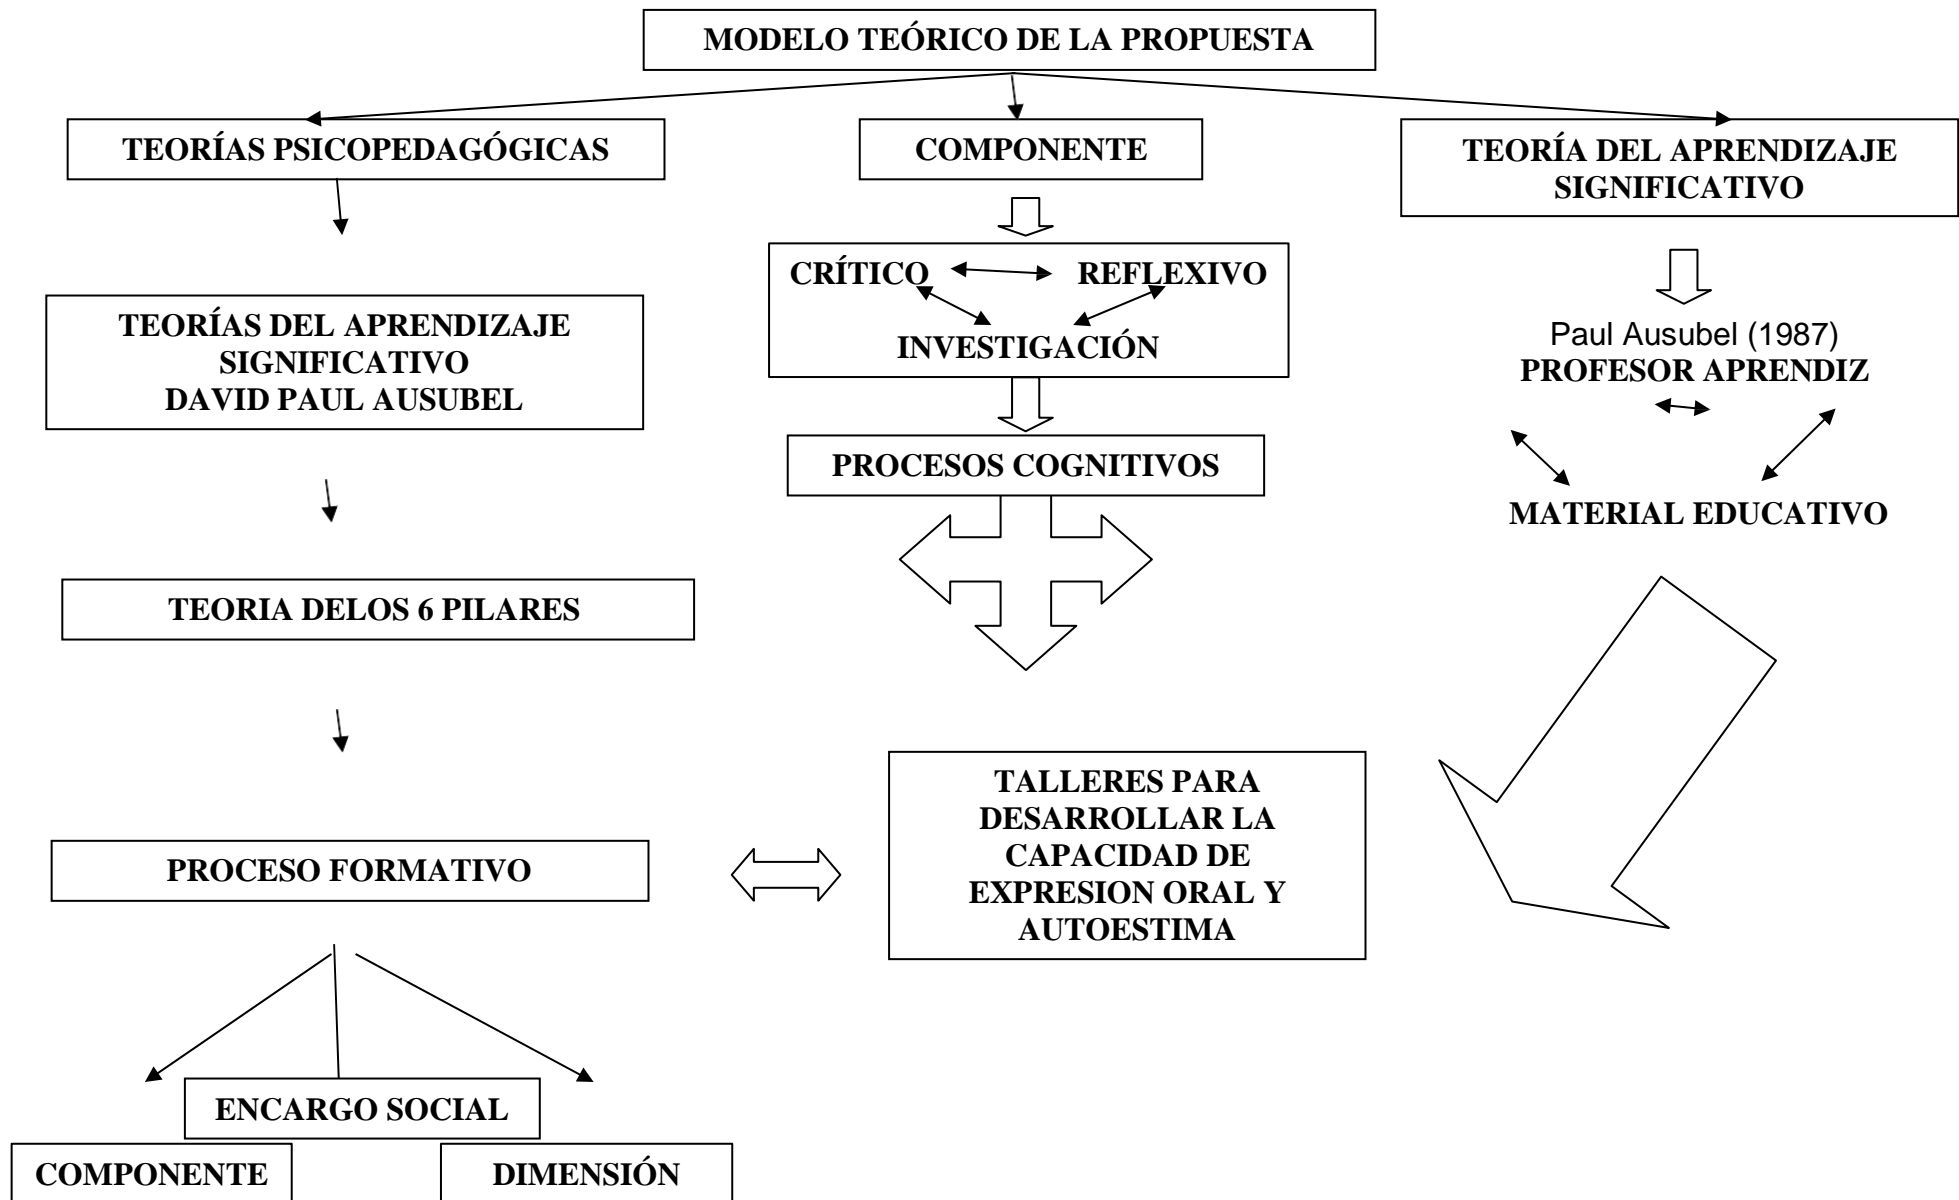 MODELO TEÓRICO DE LA PROPUESTA
TEORÍAS PSICOPEDAGÓGICAS
COMPONENTE
TEORÍA DEL APRENDIZAJE
SIGNIFICATIVO
CRÍTICO REFLEXIVO
INVESTIGACIÓN
TEORÍAS DEL APRENDIZAJE
SIGNIFICATIVO
DAVID PAUL AUSUBEL
Paul Ausubel (1987)
PROFESOR APRENDIZ
MATERIAL EDUCATIVO
PROCESOS COGNITIVOS
TEORIA DELOS 6 PILARES
TALLERES PARA
DESARROLLAR LA
CAPACIDAD DE
EXPRESION ORAL Y
AUTOESTIMA
PROCESO FORMATIVO
ENCARGO SOCIAL
COMPONENTE
DIMENSIÓN